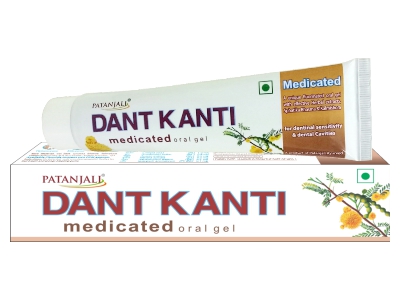 PATANJALI®
DANT KANTI
medicated oral gel
Medicated
for dentinal sensitivity
& dental Cavities
PATANJALI®
DANT KANTI
medicated oral gel